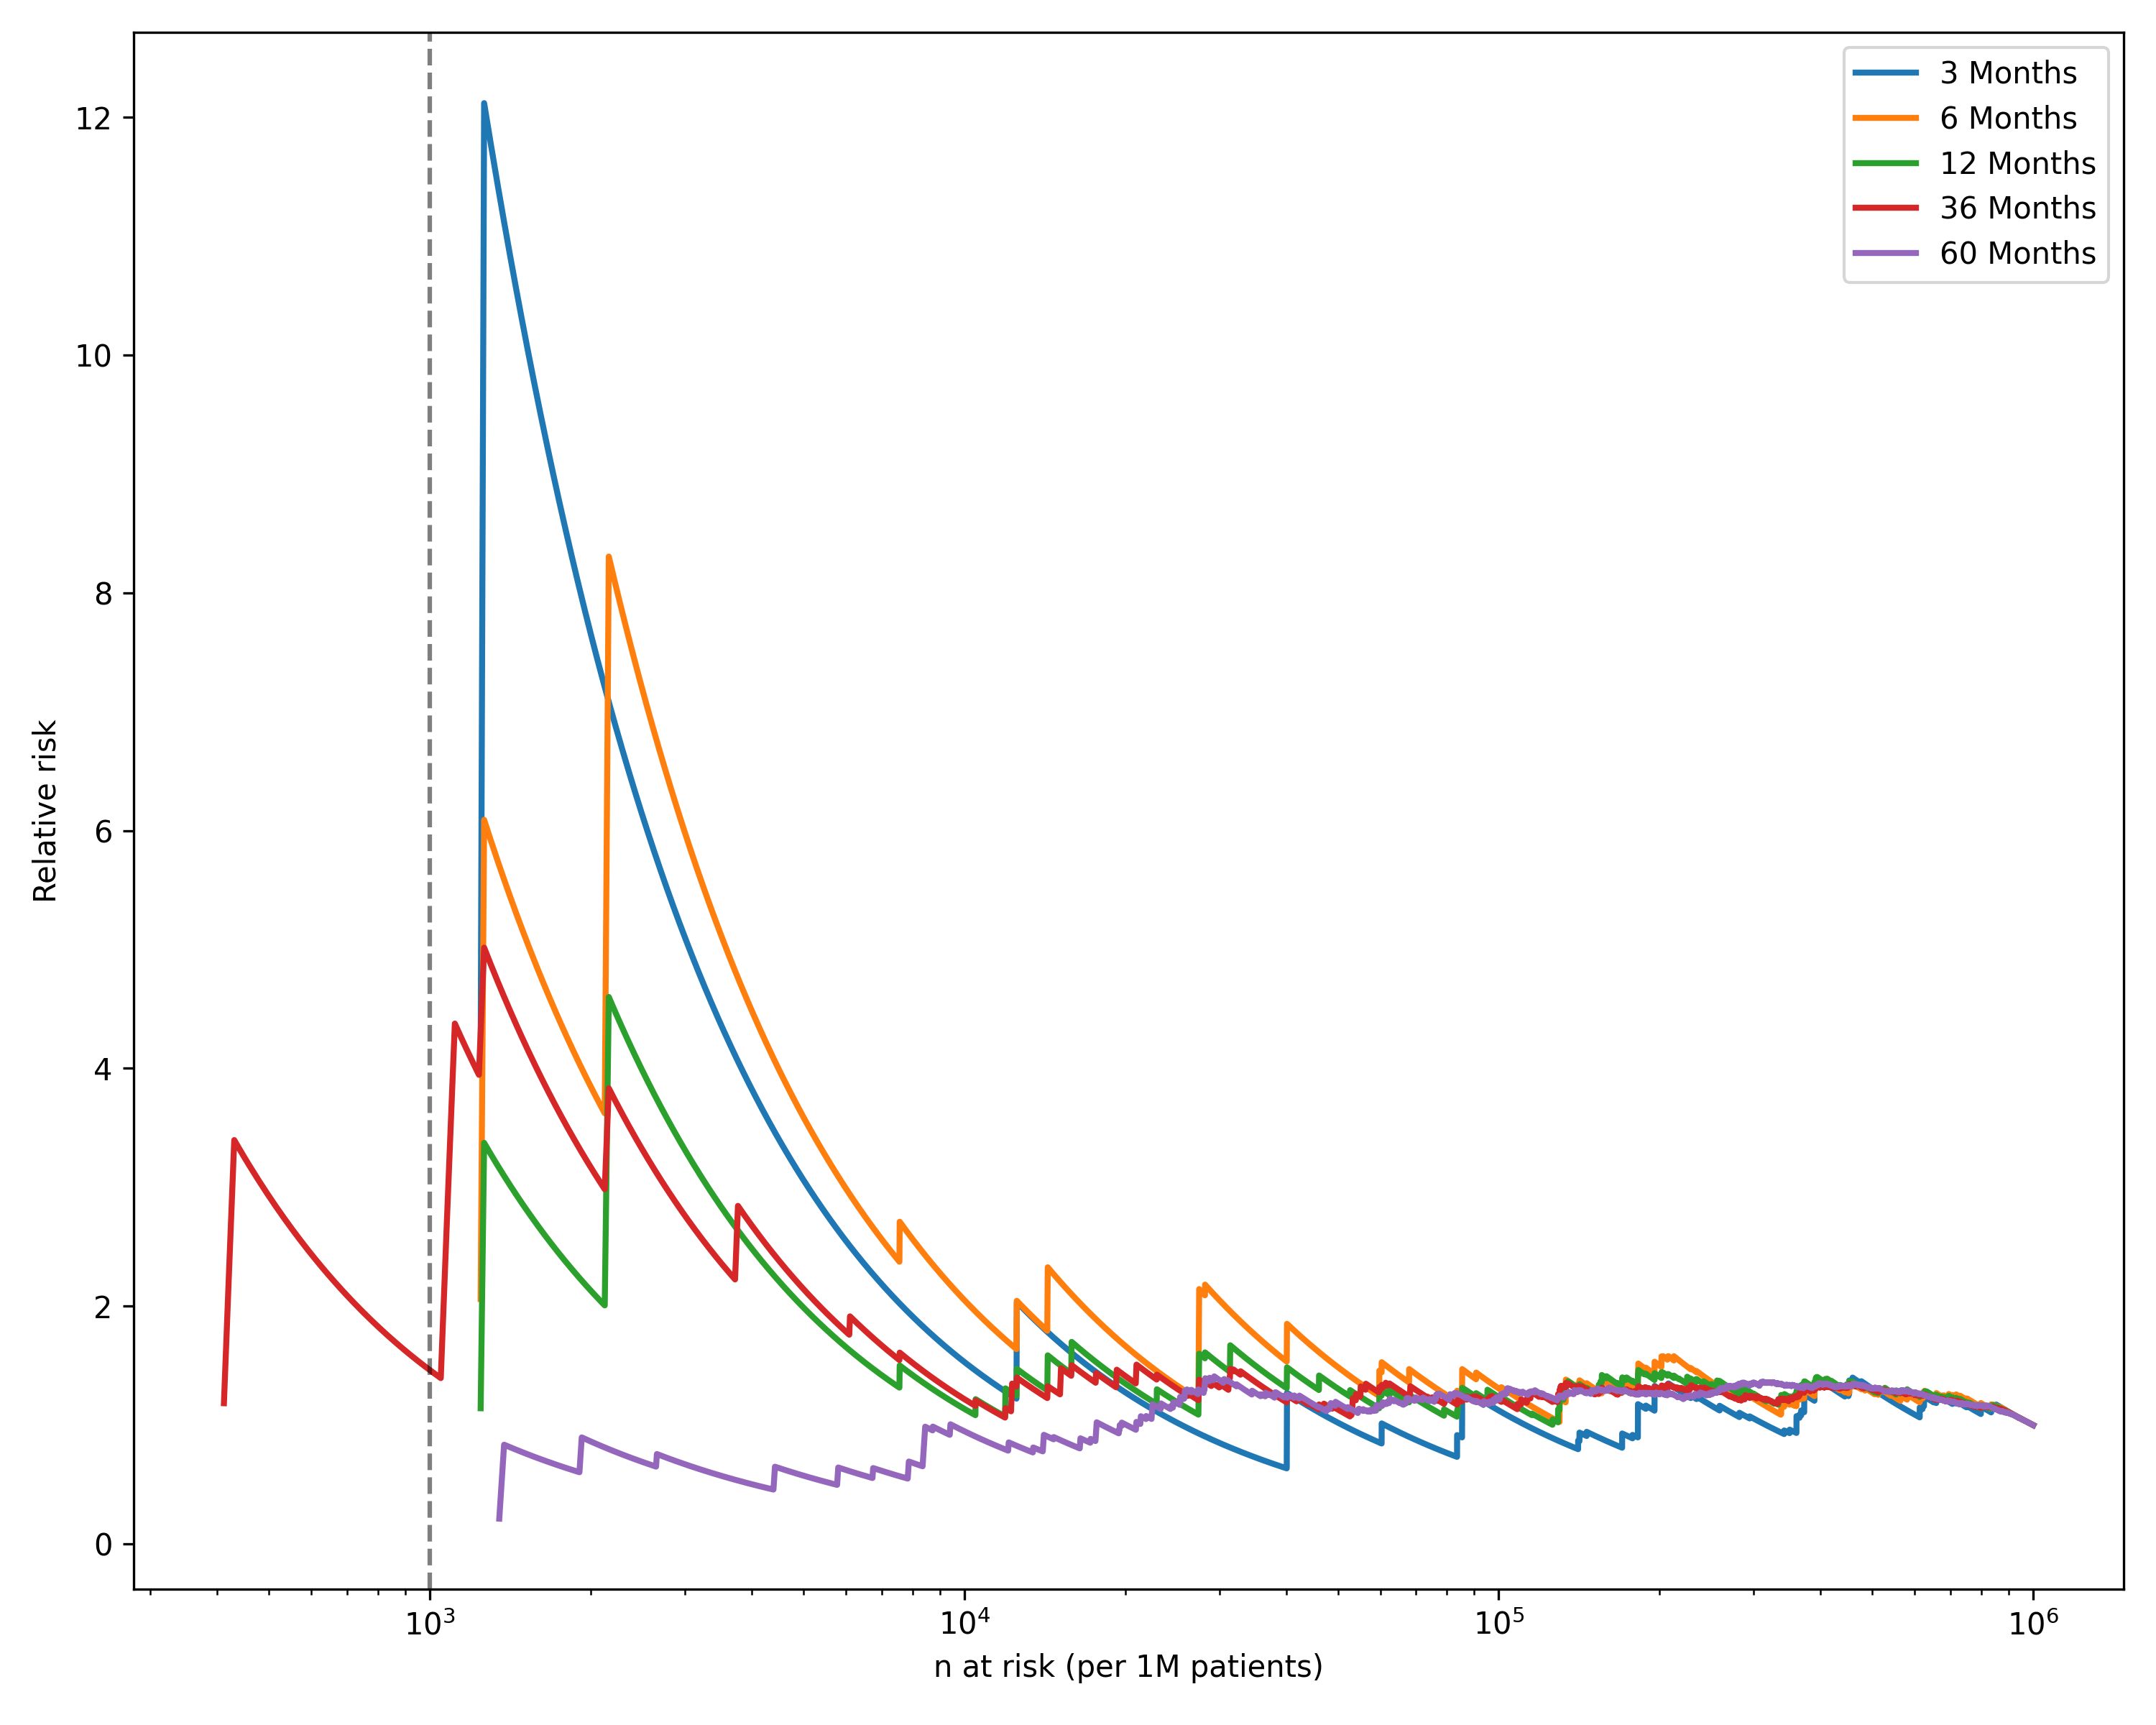 12
10
8
6
4
2
0
Relative risk
10³
10⁴
10⁵
10⁶
n at risk (per 1M patients)
3 Months
6 Months
12 Months
36 Months
60 Months